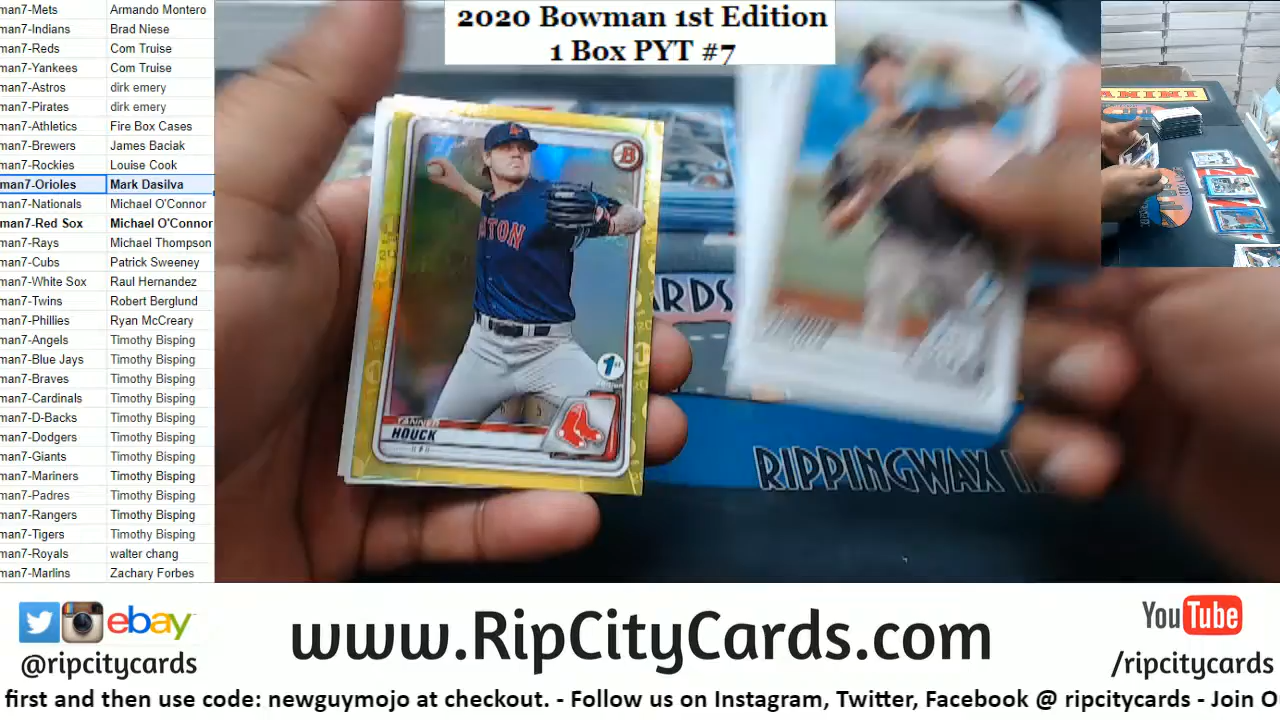 man7-Mets Armando Montero
man7-Indians Brad Niese
man7-Reds Com Truise
man7-Yankees Com Truise
man7-Astros dirk emery
man7-Pirates dirk emery
man7-Athletics Fire Box Cases
man7-Brewers James Baciak
man7-Rockies Louise Cook
man7-Orioles Mark Dasilva
man7-Nationals Michael O'Connor
man7-Red Sox Michael O'Connor
man7-Rays Michael Thompson
man7-Cubs Patrick Sweeney
man7-White Sox Raul Hernandez
man7-Twins Robert Berglund
man7-Phillies Ryan McCreary
man7-Angels Timothy Bisping
man7-Blue Jays Timothy Bisping
man7-Braves Timothy Bisping
man7-Cardinals Timothy Bisping
man7-D-Backs Timothy Bisping
man7-Dodgers Timothy Bisping
man7-Giants Timothy Bisping
man7-Mariners Timothy Bisping
man7-Padres Timothy Bisping
man7-Rangers Timothy Bisping
man7-Tigers Timothy Bisping
man7-Royals walter chang
man7-Marlins Zachary Forbes
2020 Bowman 1st Edition
1 Box PYT #7
PANINI
B
1st
Edition
TANNER
HOUCK
ARDS
RIPPINGWAX
ebay
@ripcitycards
www.RipCityCards.com
YouTube
/ripcitycards
first and then use code: newguymojo at checkout. - Follow us on Instagram, Twitter, Facebook @ ripcitycards - Join O